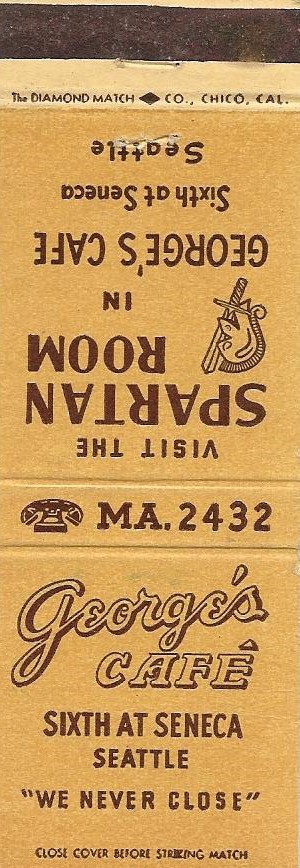 The DIAMOND MATCH CO., CHICO, CAL.
VISIT THE
SPARTAN
ROOM
IN
GEORGE'S CAFE
Sixth at Seneca
Seattle
MA. 2432
George's
CAFÊ
SIXTH AT SENECA
SEATTLE
"WE NEVER CLOSE"
CLOSE COVER BEFORE STRIKING MATCH